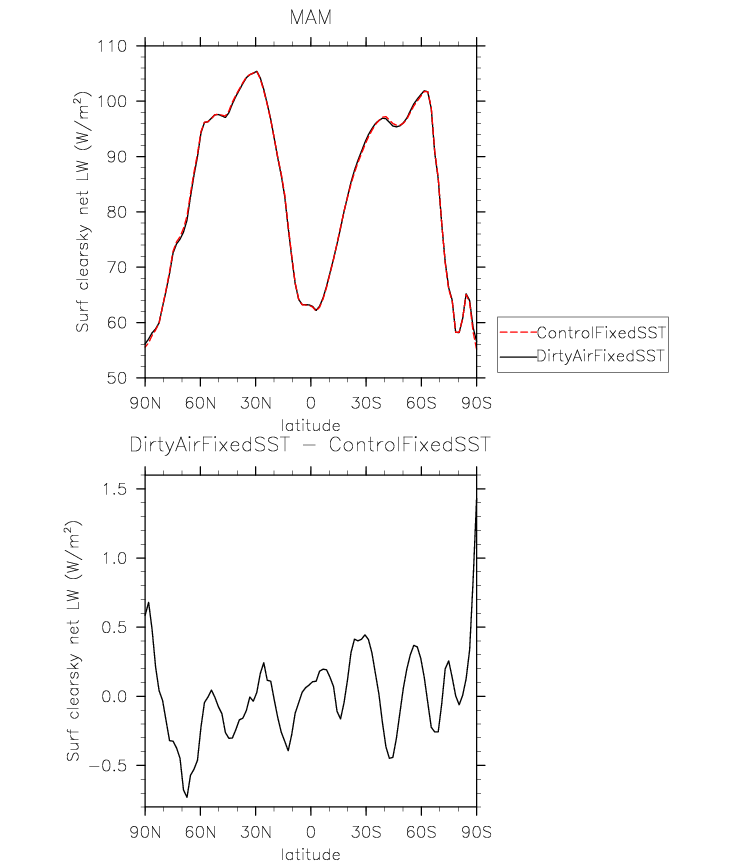 MAM
110
100
90
80
70
60
50
Surf clearsky net LW (W/m²)
90N 60N 30N 0 30S 60S 90S
latitude
ControlFixedSST
DirtyAirFixedSST
DirtyAirFixedSST − ControlFixedSST
1.5
1.0
0.5
0.0
−0.5
Surf clearsky net LW (W/m²)
90N 60N 30N 0 30S 60S 90S
latitude